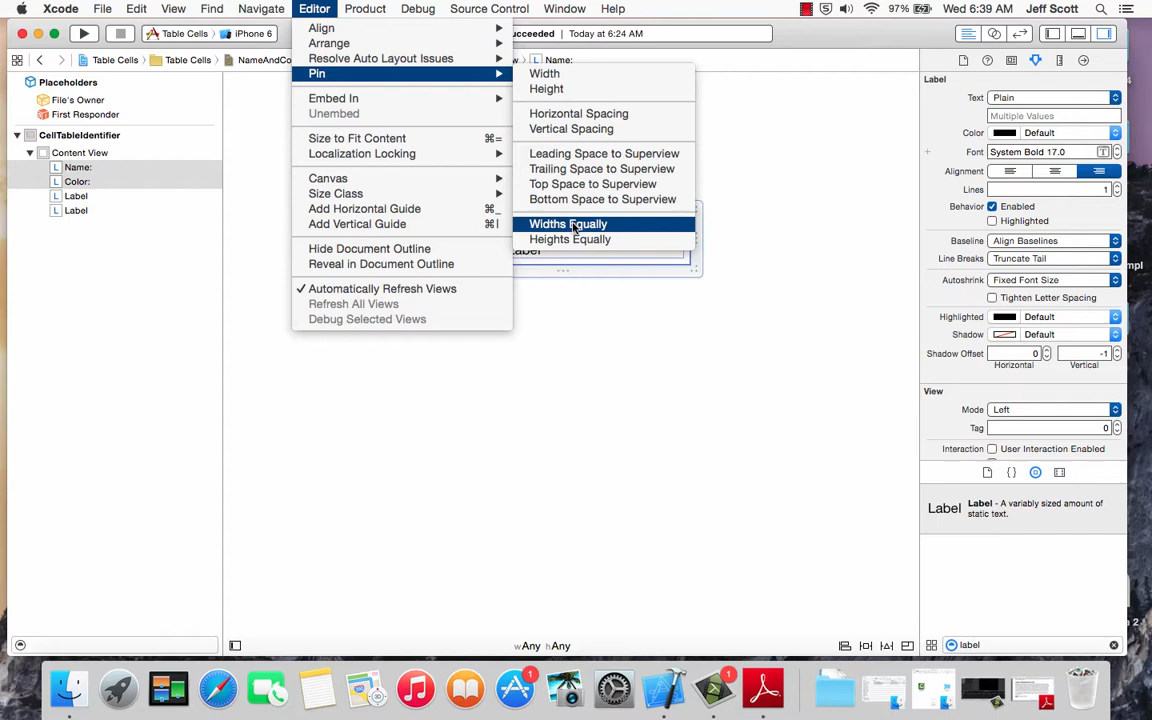 Xcode File Edit View Find Navigate Editor Product Debug Source Control Window Help 97% Wed 6:39 AM Jeff Scott
Table Cells iPhone 6 ucceeded Today at 6:24 AM
Table Cells Table Cells NameAndCo Name:
Placeholders
File's Owner
First Responder
CellTableIdentifier
Content View
L Name:
L Color:
L Label
L Label
Align
Arrange
Resolve Auto Layout Issues
Pin
Embed In
Unembed
Size to Fit Content ⌘=
Localization Locking
Canvas
Size Class
Add Horizontal Guide ⌘_
Add Vertical Guide ⌘|
Hide Document Outline
Reveal in Document Outline
✓ Automatically Refresh Views
Refresh All Views
Debug Selected Views
Width
Height
Horizontal Spacing
Vertical Spacing
Leading Space to Superview
Trailing Space to Superview
Top Space to Superview
Bottom Space to Superview
Widths Equally
Heights Equally
Label
Text Plain
Multiple Values
Color Default
+ Font System Bold 17.0 T
Alignment
Lines 1
Behavior Enabled
Highlighted
Baseline Align Baselines
Line Breaks Truncate Tail
Autoshrink Fixed Font Size
Tighten Letter Spacing
Highlighted Default
Shadow Default
Shadow Offset 0 -1
Horizontal Vertical
View
Mode Left
Tag 0
Interaction User Interaction Enabled
Label Label - A variably sized amount of
static text.
wAny hAny
label
mpl
n 2
1
1